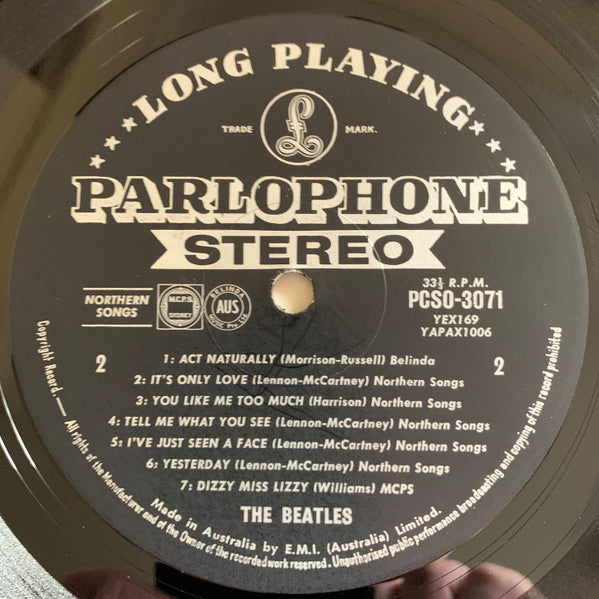 LONG PLAYING
TRADE MARK.
£
PARLOPHONE
STEREO
33⅓ R.P.M.
PCSO-3071
YEX169
YAPAX1006
NORTHERN
SONGS
M.C.P.S.
SYDNEY
BELINDA
AUS
MUSIC Pty Ltd
2
2
1: ACT NATURALLY (Morrison-Russell) Belinda
2: IT'S ONLY LOVE (Lennon-McCartney) Northern Songs
3: YOU LIKE ME TOO MUCH (Harrison) Northern Songs
4: TELL ME WHAT YOU SEE (Lennon-McCartney) Northern Songs
5: I'VE JUST SEEN A FACE (Lennon-McCartney) Northern Songs
6: YESTERDAY (Lennon-McCartney) Northern Songs
7: DIZZY MISS LIZZY (Williams) MCPS
THE BEATLES
Made in Australia by E.M.I. (Australia) Limited.
Copyright Record.— All rights of the Manufacturer and of the Owner of the recorded work reserved. Unauthorised public performance broadcasting and copying of this record prohibited